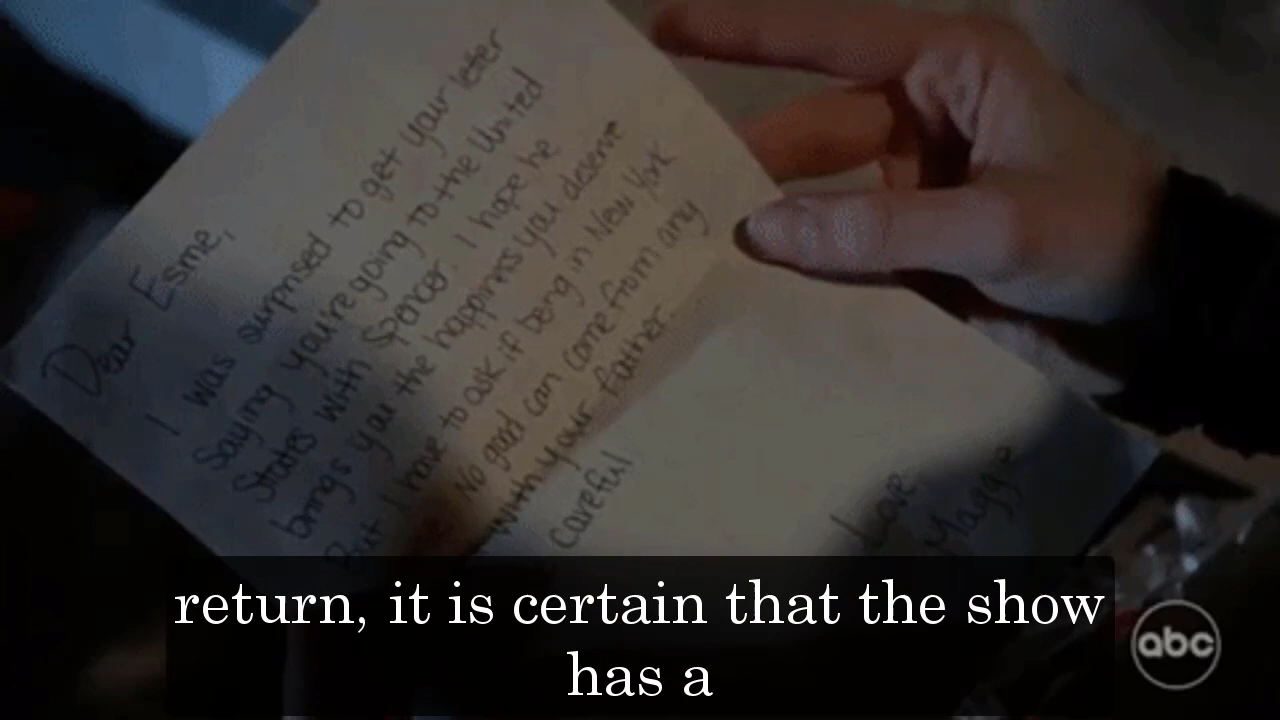 Dear Esme,
I was surprised to get your letter
Saying you're going to the United
States with Spencer. I hope he
brings you the happiness you deserve
But I have to ask if being in New York
No good can come from any
with your father
careful
Love
Maggie
return, it is certain that the show
has a
abc